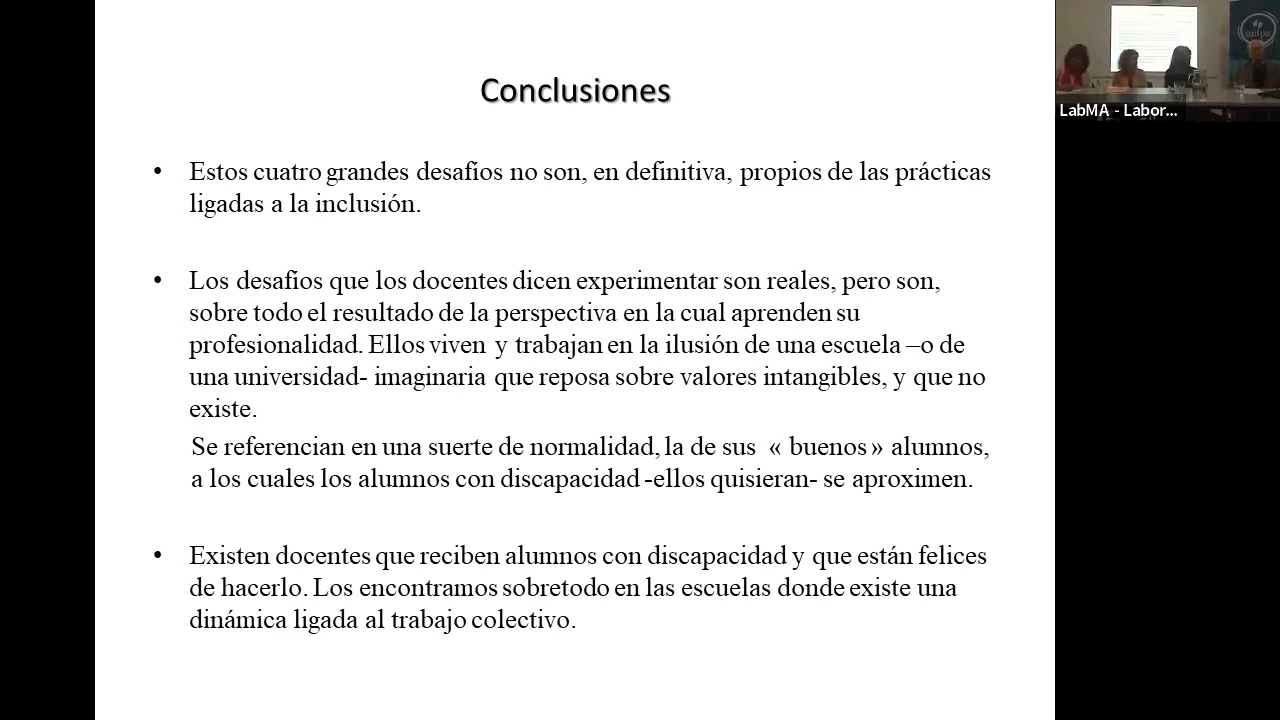 Conclusiones
• Estos cuatro grandes desafíos no son, en definitiva, propios de las prácticas
ligadas a la inclusión.
• Los desafíos que los docentes dicen experimentar son reales, pero son,
sobre todo el resultado de la perspectiva en la cual aprenden su
profesionalidad. Ellos viven y trabajan en la ilusión de una escuela –o de
una universidad- imaginaria que reposa sobre valores intangibles, y que no
existe.
Se referencian en una suerte de normalidad, la de sus « buenos » alumnos,
a los cuales los alumnos con discapacidad -ellos quisieran- se aproximen.
• Existen docentes que reciben alumnos con discapacidad y que están felices
de hacerlo. Los encontramos sobretodo en las escuelas donde existe una
dinámica ligada al trabajo colectivo.
LabMA - Labor...